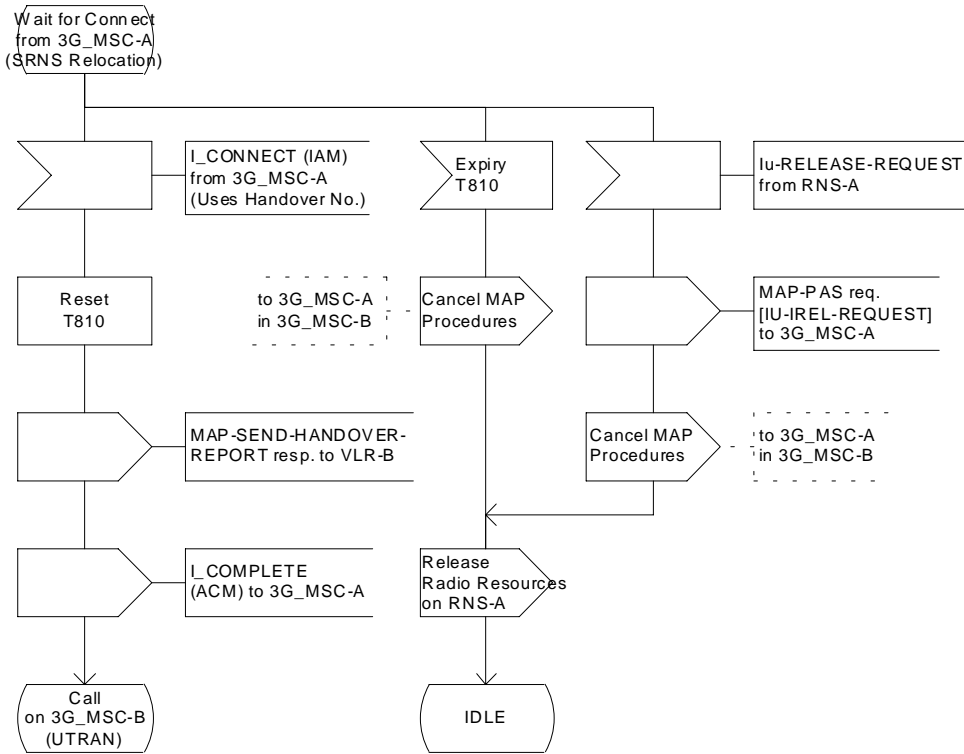 Wait for Connect
from 3G_MSC-A
(SRNS Relocation)
I_CONNECT (IAM)
from 3G_MSC-A
(Uses Handover No.)
Expiry
T810
Iu-RELEASE-REQUEST
from RNS-A
Reset
T810
to 3G_MSC-A
in 3G_MSC-B
Cancel MAP
Procedures
MAP-PAS req.
[IU-IREL-REQUEST]
to 3G_MSC-A
MAP-SEND-HANDOVER-
REPORT resp. to VLR-B
Cancel MAP
Procedures
to 3G_MSC-A
in 3G_MSC-B
I_COMPLETE
(ACM) to 3G_MSC-A
Release
Radio Resources
on RNS-A
Call
on 3G_MSC-B
(UTRAN)
IDLE